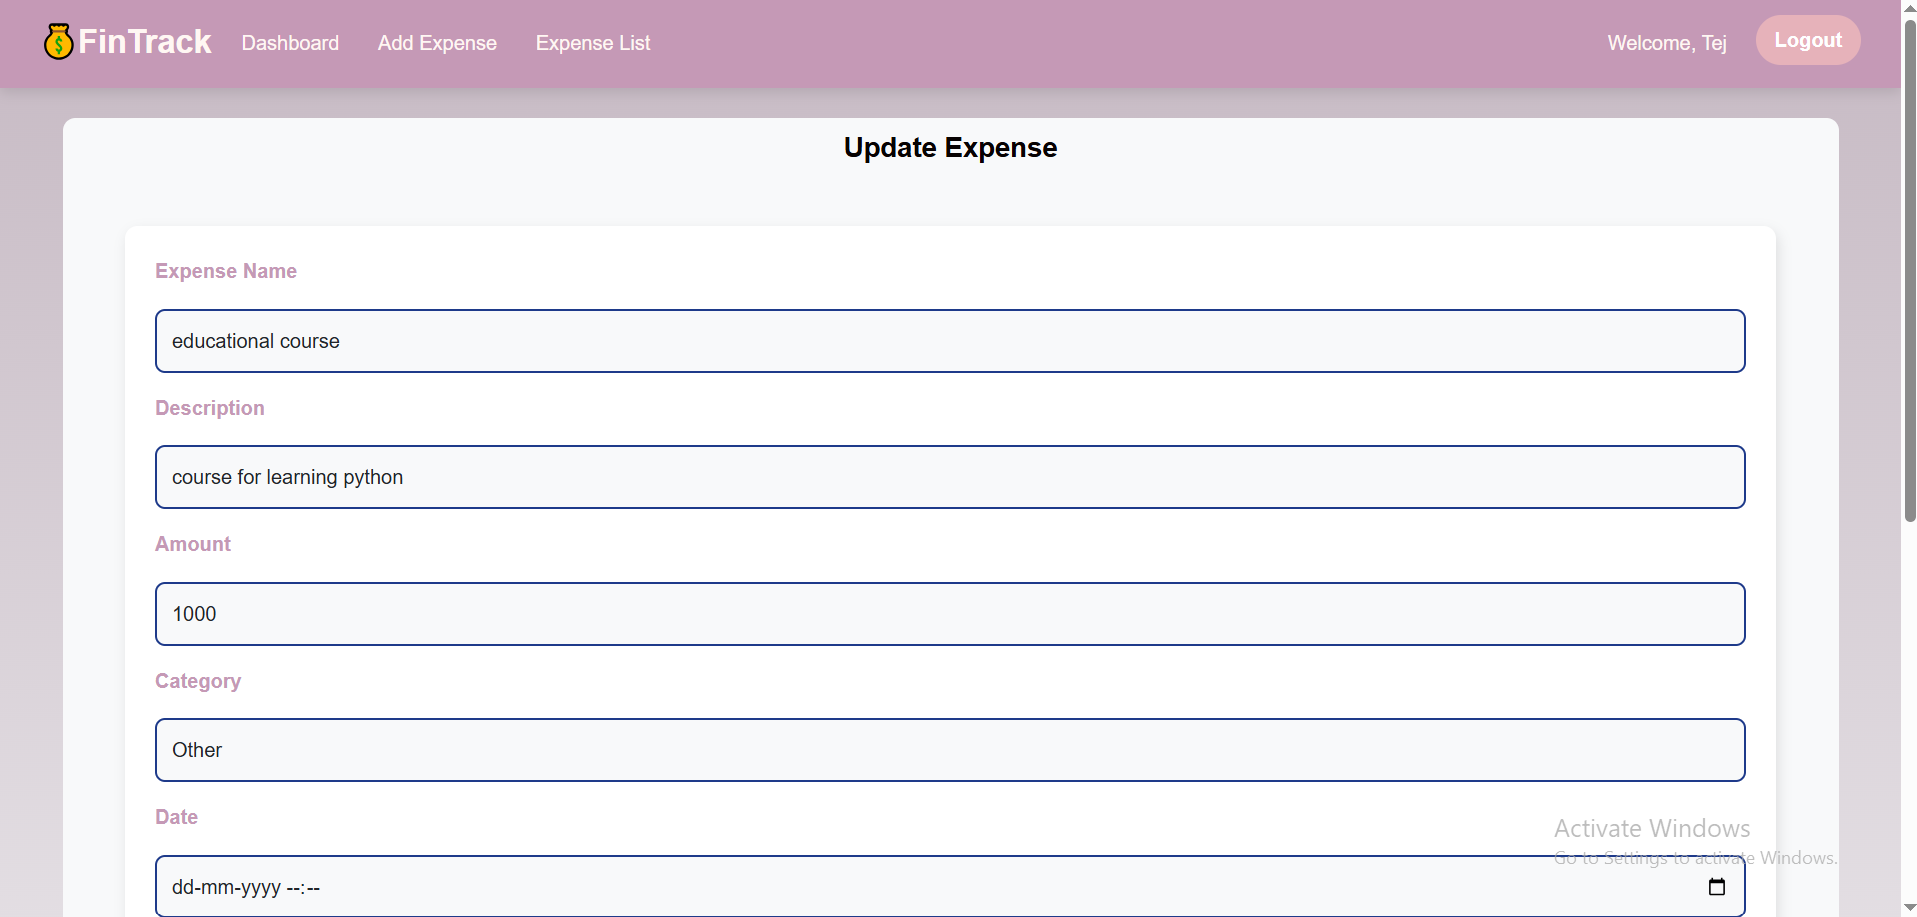 FinTrack Dashboard Add Expense Expense List Welcome, Tej Logout
Update Expense
Expense Name
educational course
Description
course for learning python
Amount
1000
Category
Other
Date
dd-mm-yyyy --:--
Activate Windows
Go to Settings to activate Windows.